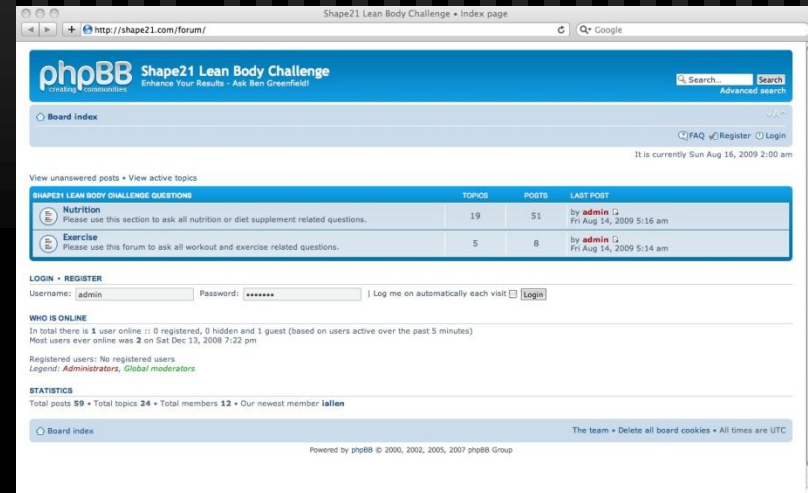 Shape21 Lean Body Challenge • Index page
http://shape21.com/forum/
Google
phpBB
creating communities
Shape21 Lean Body Challenge
Enhance Your Results - Ask Ben Greenfield!
Search... Search
Advanced search
Board index
FAQ Register Login
It is currently Sun Aug 16, 2009 2:00 am
View unanswered posts • View active topics
SHAPE21 LEAN BODY CHALLENGE QUESTIONS TOPICS POSTS LAST POST
Nutrition
Please use this section to ask all nutrition or diet supplement related questions.
19 51
by admin
Fri Aug 14, 2009 5:16 am
Exercise
Please use this forum to ask all workout and exercise related questions.
5 8
by admin
Fri Aug 14, 2009 5:14 am
LOGIN • REGISTER
Username: admin Password: ••••••• | Log me on automatically each visit Login
WHO IS ONLINE
In total there is 1 user online :: 0 registered, 0 hidden and 1 guest (based on users active over the past 5 minutes)
Most users ever online was 2 on Sat Dec 13, 2008 7:22 pm
Registered users: No registered users
Legend: Administrators, Global moderators
STATISTICS
Total posts 59 • Total topics 24 • Total members 12 • Our newest member iallen
Board index
The team • Delete all board cookies • All times are UTC
Powered by phpBB © 2000, 2002, 2005, 2007 phpBB Group